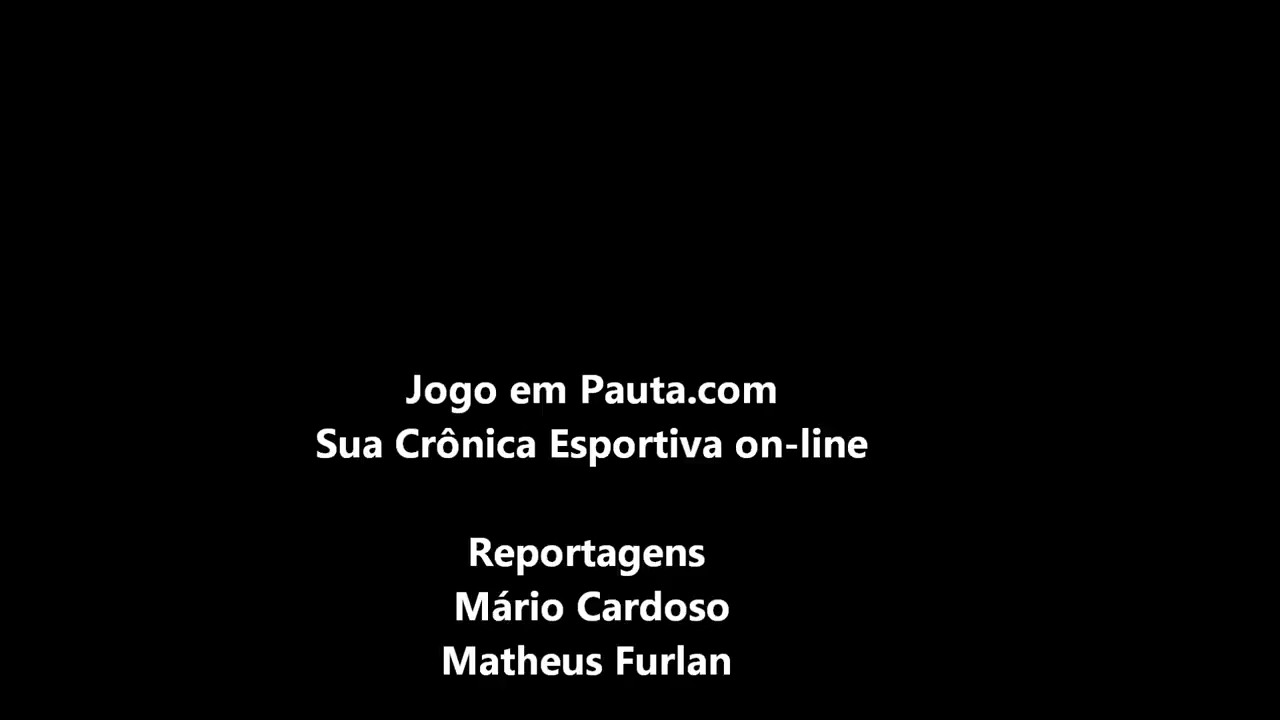 Jogo em Pauta.com
Sua Crônica Esportiva on-line
Reportagens
Mário Cardoso
Matheus Furlan